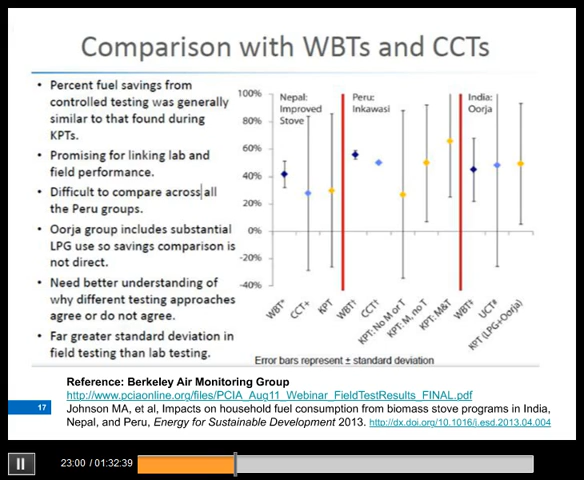 Comparison with WBTs and CCTs
• Percent fuel savings from
controlled testing was generally
similar to that found during
KPTs.
• Promising for linking lab and
field performance.
• Difficult to compare across all
the Peru groups.
• Oorja group includes substantial
LPG use so savings comparison is
not direct.
• Need better understanding of
why different testing approaches
agree or do not agree.
• Far greater standard deviation in
field testing than lab testing.
100%
80%
60%
40%
20%
0%
-20%
-40%
Nepal:
Improved
Stove
Peru:
Inkawasi
India:
Oorja
WBT*
CCT+
KPT
WBT†
CCT†
KPT: No M or T
KPT: M, no T
KPT: M&T
WBT‡
UCT#
KPT (LPG+Oorja)
Error bars represent ± standard deviation
Reference: Berkeley Air Monitoring Group
http://www.pciaonline.org/files/PCIA_Aug11_Webinar_FieldTestResults_FINAL.pdf
Johnson MA, et al, Impacts on household fuel consumption from biomass stove programs in India,
Nepal, and Peru, Energy for Sustainable Development 2013. http://dx.doi.org/10.1016/j.esd.2013.04.004
17
23:00 / 01:32:39